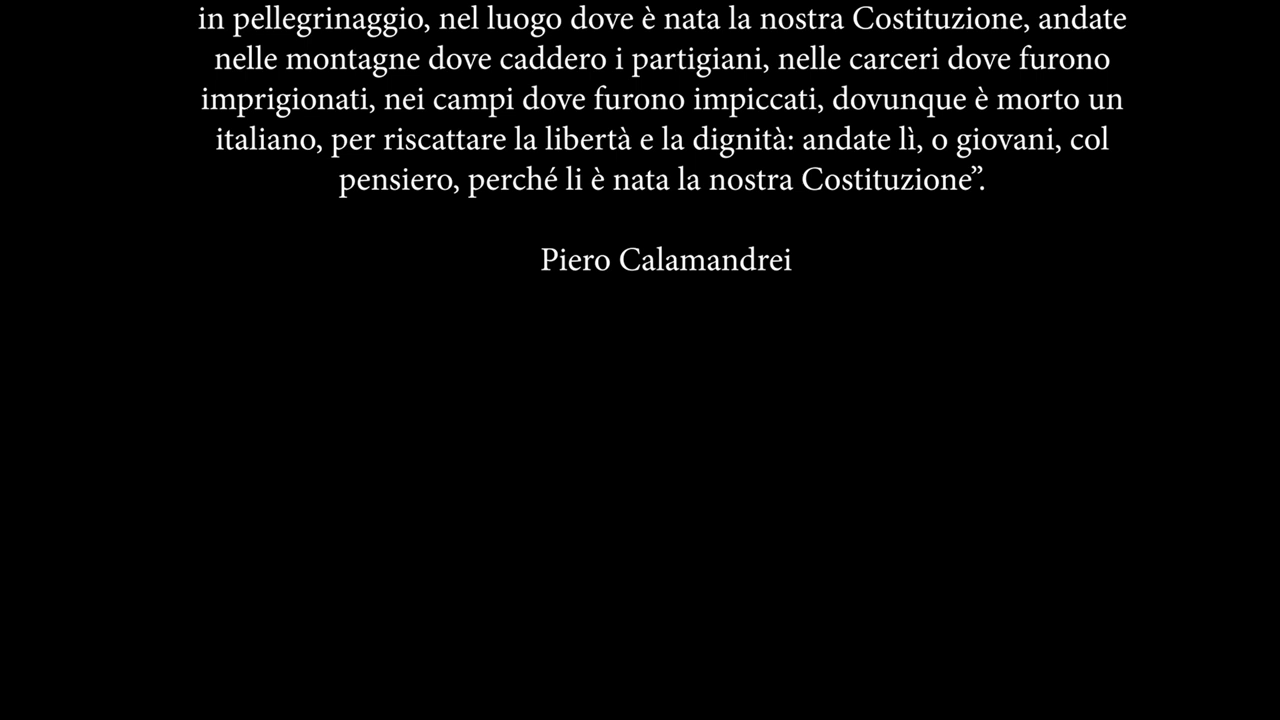 in pellegrinaggio, nel luogo dove è nata la nostra Costituzione, andate
nelle montagne dove caddero i partigiani, nelle carceri dove furono
imprigionati, nei campi dove furono impiccati, dovunque è morto un
italiano, per riscattare la libertà e la dignità: andate lì, o giovani, col
pensiero, perché li è nata la nostra Costituzione”.
Piero Calamandrei